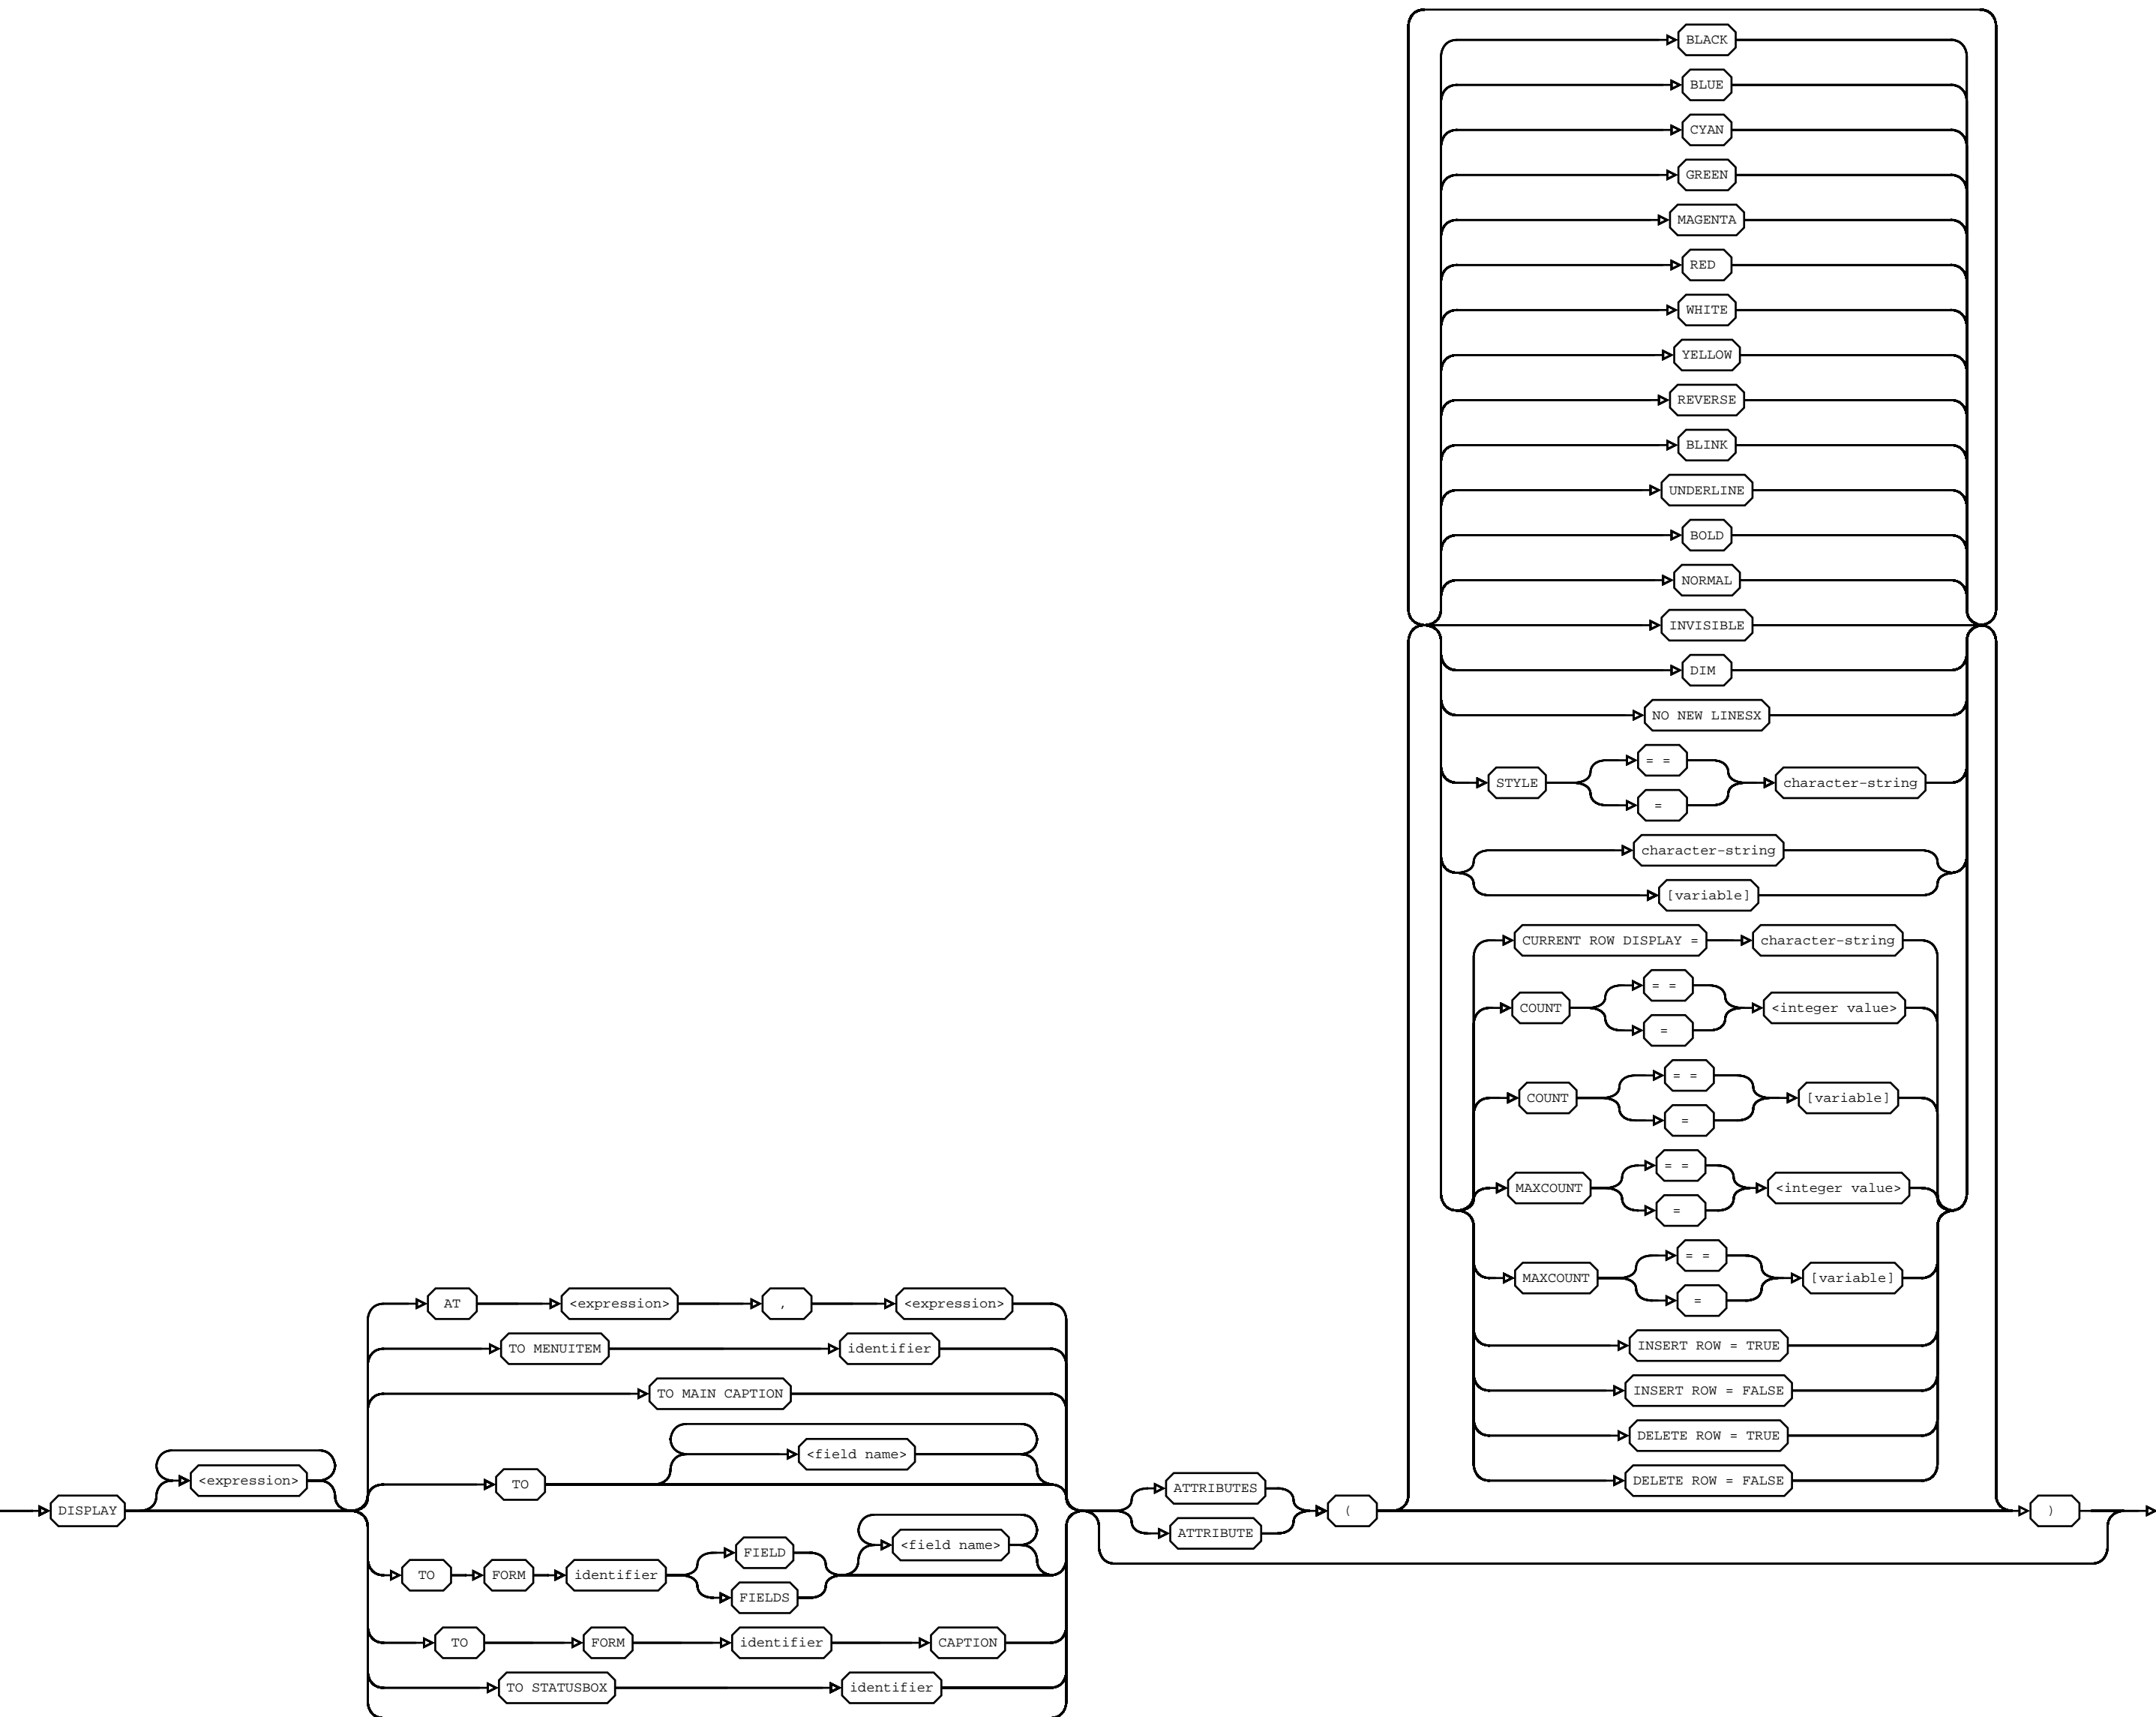 BLACK
BLUE
CYAN
GREEN
MAGENTA
RED
WHITE
YELLOW
REVERSE
BLINK
UNDERLINE
BOLD
NORMAL
INVISIBLE
DIM
NO NEW LINESX
= =
STYLE character-string
=
character-string
[variable]
CURRENT ROW DISPLAY = character-string
= =
COUNT <integer value>
=
= =
COUNT [variable]
=
= =
MAXCOUNT <integer value>
=
= =
MAXCOUNT [variable]
=
INSERT ROW = TRUE
INSERT ROW = FALSE
DELETE ROW = TRUE
DELETE ROW = FALSE
AT <expression> , <expression>
TO MENUITEM identifier
TO MAIN CAPTION
<field name>
<expression>
TO
DISPLAY
ATTRIBUTES
( )
ATTRIBUTE
<field name>
FIELD
TO FORM identifier
FIELDS
TO FORM identifier CAPTION
TO STATUSBOX identifier